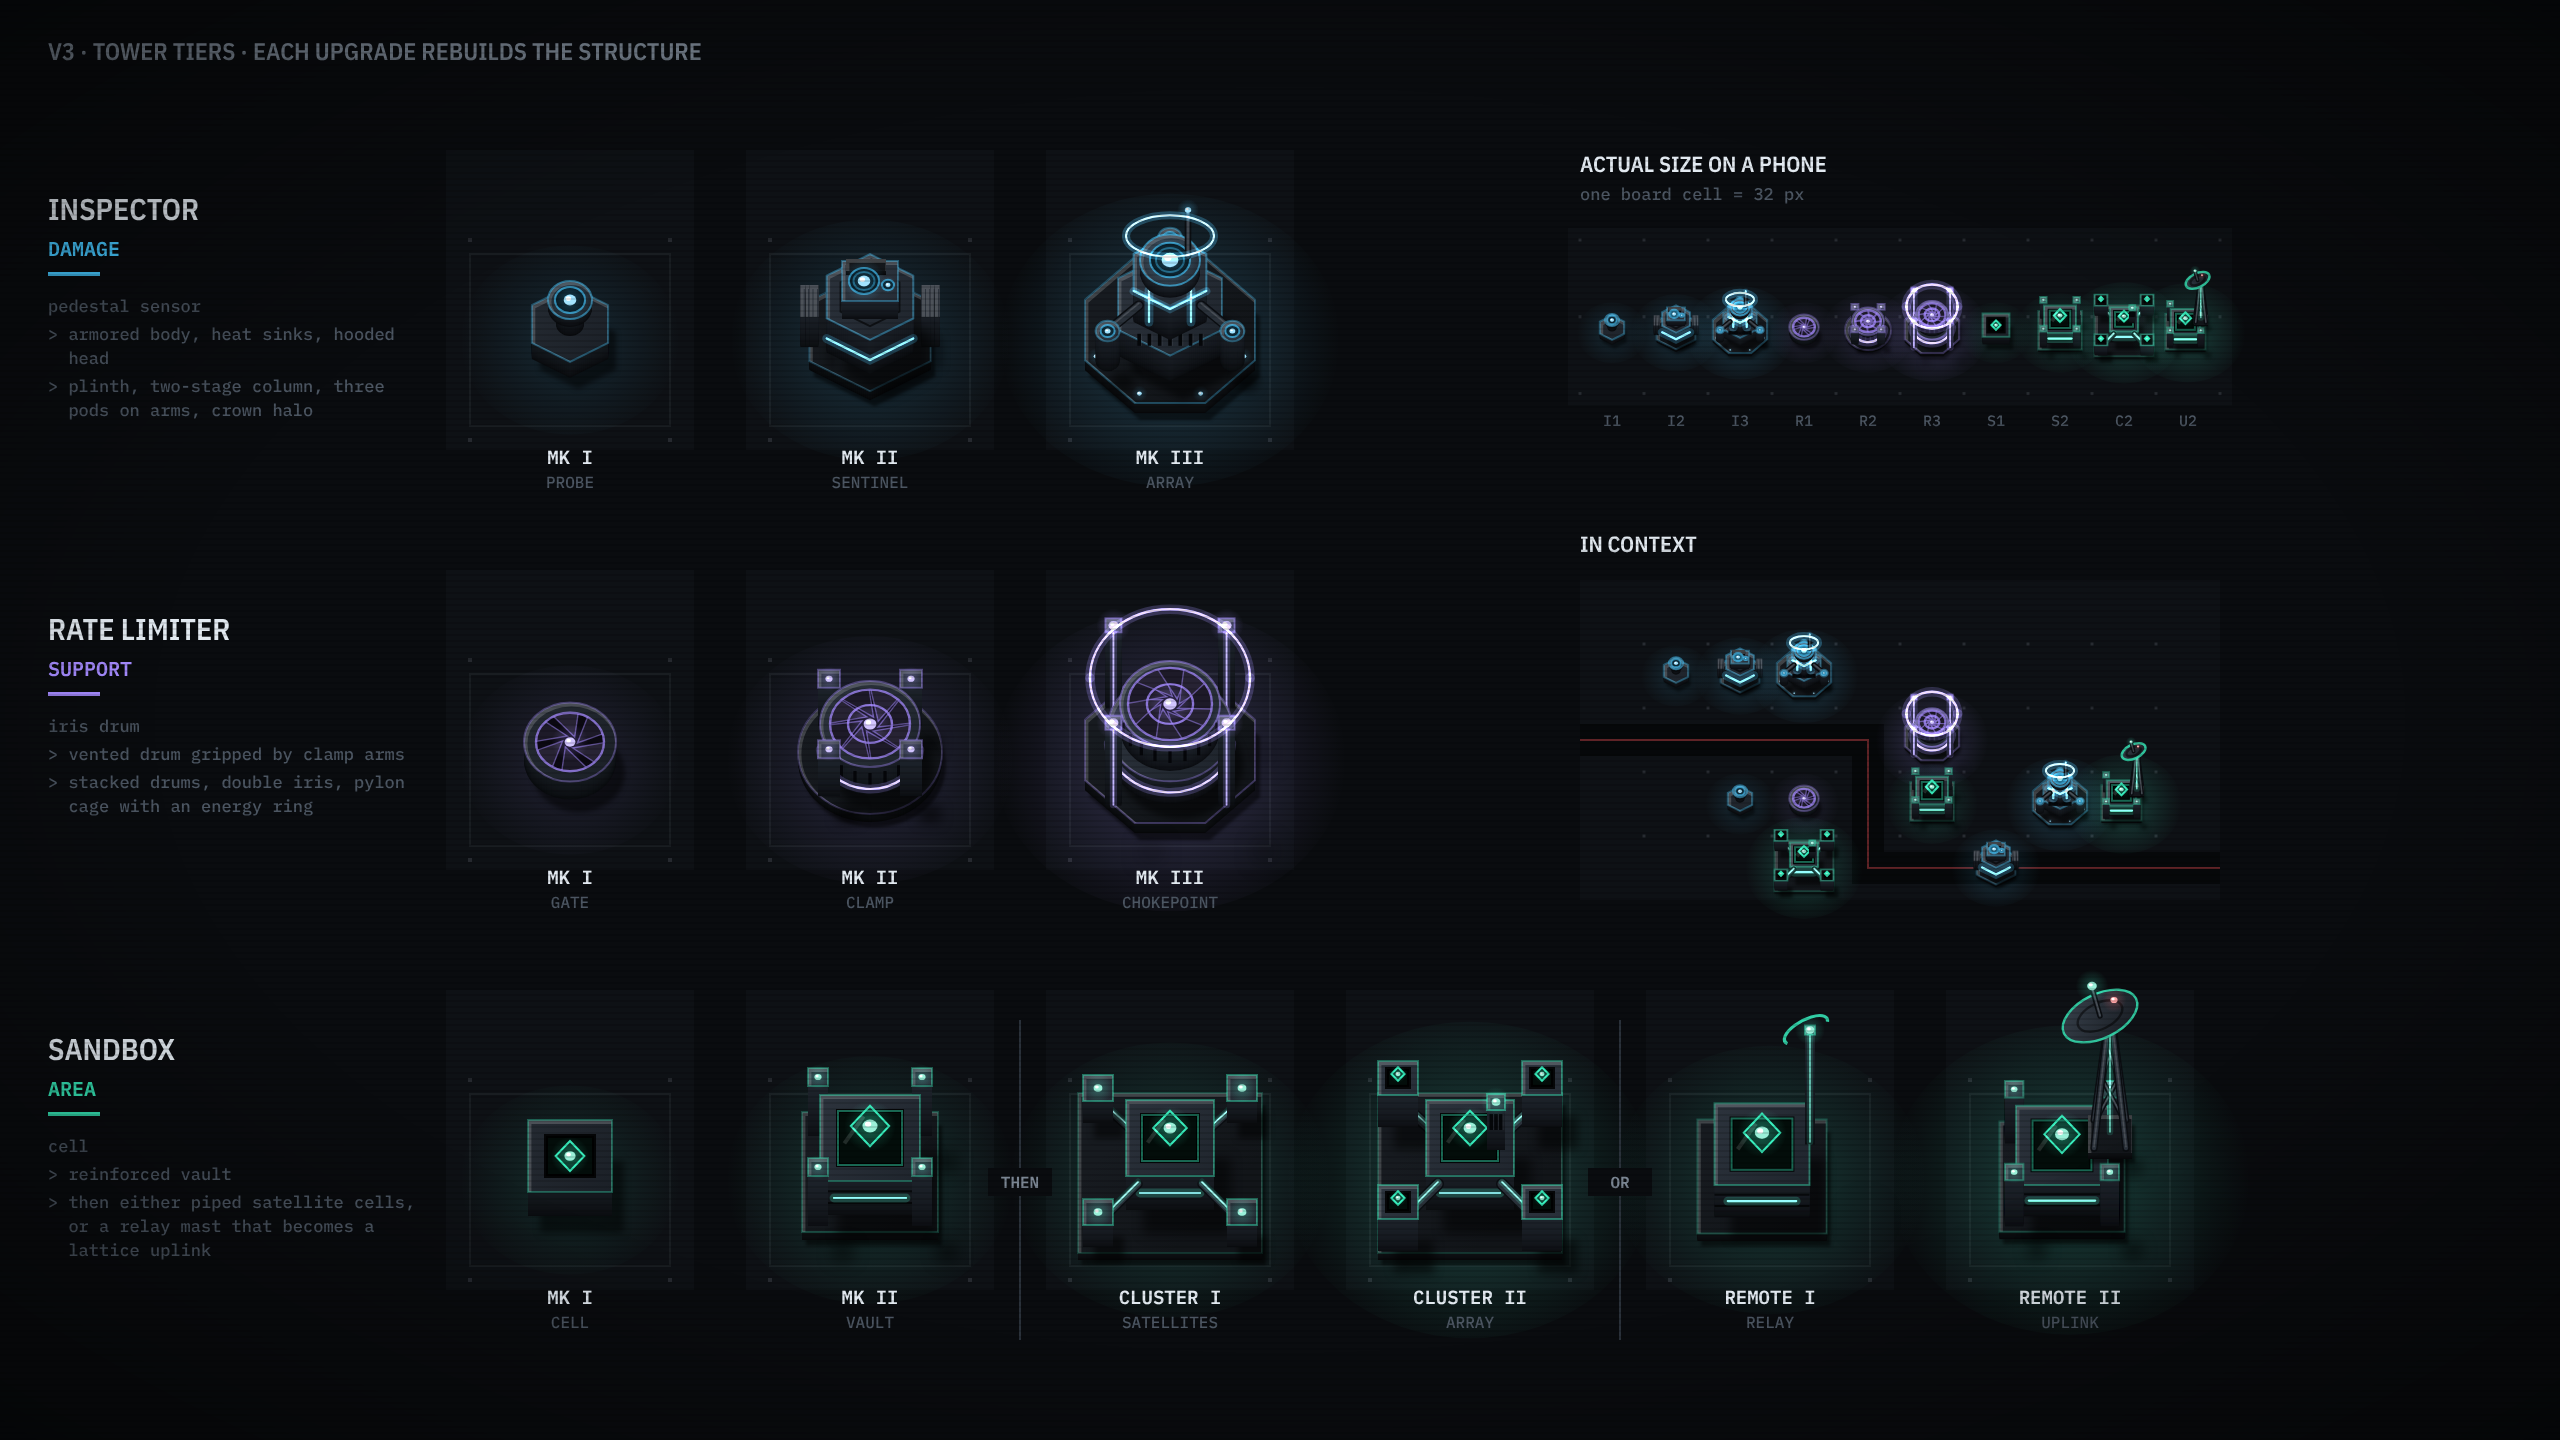 V3 · TOWER TIERS · EACH UPGRADE REBUILDS THE STRUCTURE
INSPECTOR
DAMAGE
pedestal sensor
> armored body, heat sinks, hooded
head
> plinth, two-stage column, three
pods on arms, crown halo
MK I
PROBE
MK II
SENTINEL
MK III
ARRAY
ACTUAL SIZE ON A PHONE
one board cell = 32 px
I1 I2 I3 R1 R2 R3 S1 S2 C2 U2
RATE LIMITER
SUPPORT
iris drum
> vented drum gripped by clamp arms
> stacked drums, double iris, pylon
cage with an energy ring
MK I
GATE
MK II
CLAMP
MK III
CHOKEPOINT
IN CONTEXT
SANDBOX
AREA
cell
> reinforced vault
> then either piped satellite cells,
or a relay mast that becomes a
lattice uplink
MK I
CELL
MK II
VAULT
THEN
CLUSTER I
SATELLITES
CLUSTER II
ARRAY
OR
REMOTE I
RELAY
REMOTE II
UPLINK